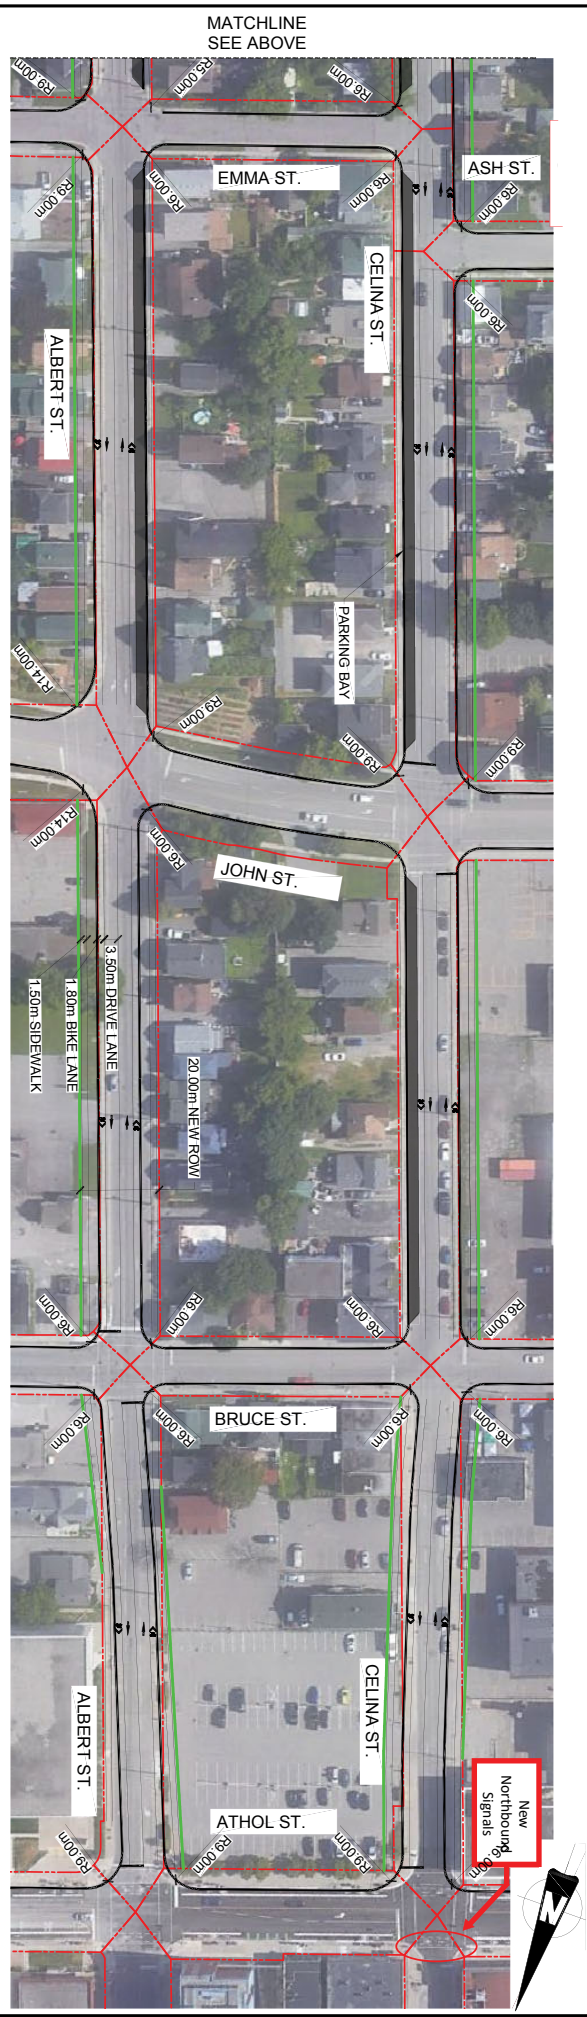 MATCHLINE
SEE ABOVE
R9.00m
R5.00m
R6.00m
R9.00m
R6.00m
EMMA ST.
R6.00m
ASH ST.
R6.00m
CELINA ST.
R6.00m
ALBERT ST.
PARKING BAY
R14.00m
R9.00m
R9.00m
R9.00m
R14.00m
R6.00m
JOHN ST.
3.50m DRIVE LANE
1.80m BIKE LANE
1.50m SIDEWALK
20.00m NEW ROW
R6.00m
R6.00m
R6.00m
R6.00m
R6.00m
R6.00m
BRUCE ST.
R6.00m
R6.00m
ALBERT ST.
CELINA ST.
New
Northbound
Signals
R6.00m
ATHOL ST.
R9.00m
R9.00m
R9.00m
N